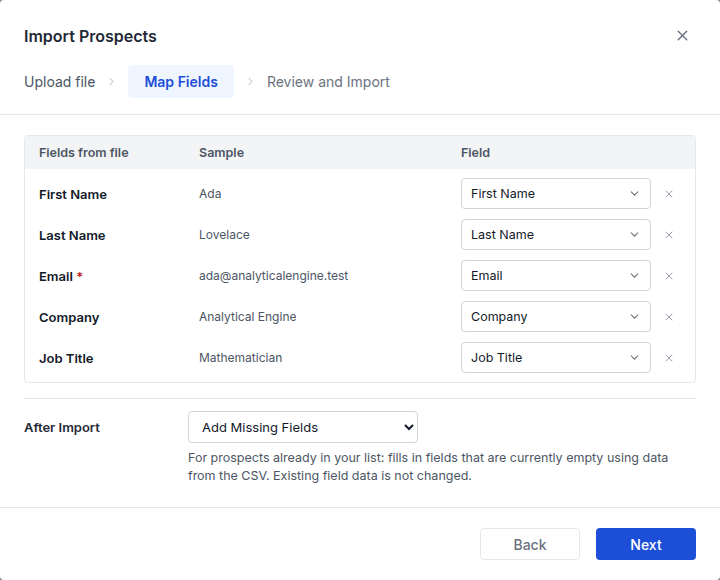 Import Prospects
Upload file
Map Fields
Review and Import
Fields from file Sample Field
First Name Ada First Name
Last Name Lovelace Last Name
Email * ada@analyticalengine.test Email
Company Analytical Engine Company
Job Title Mathematician Job Title
After Import Add Missing Fields
For prospects already in your list: fills in fields that are currently empty using data
from the CSV. Existing field data is not changed.
Back Next